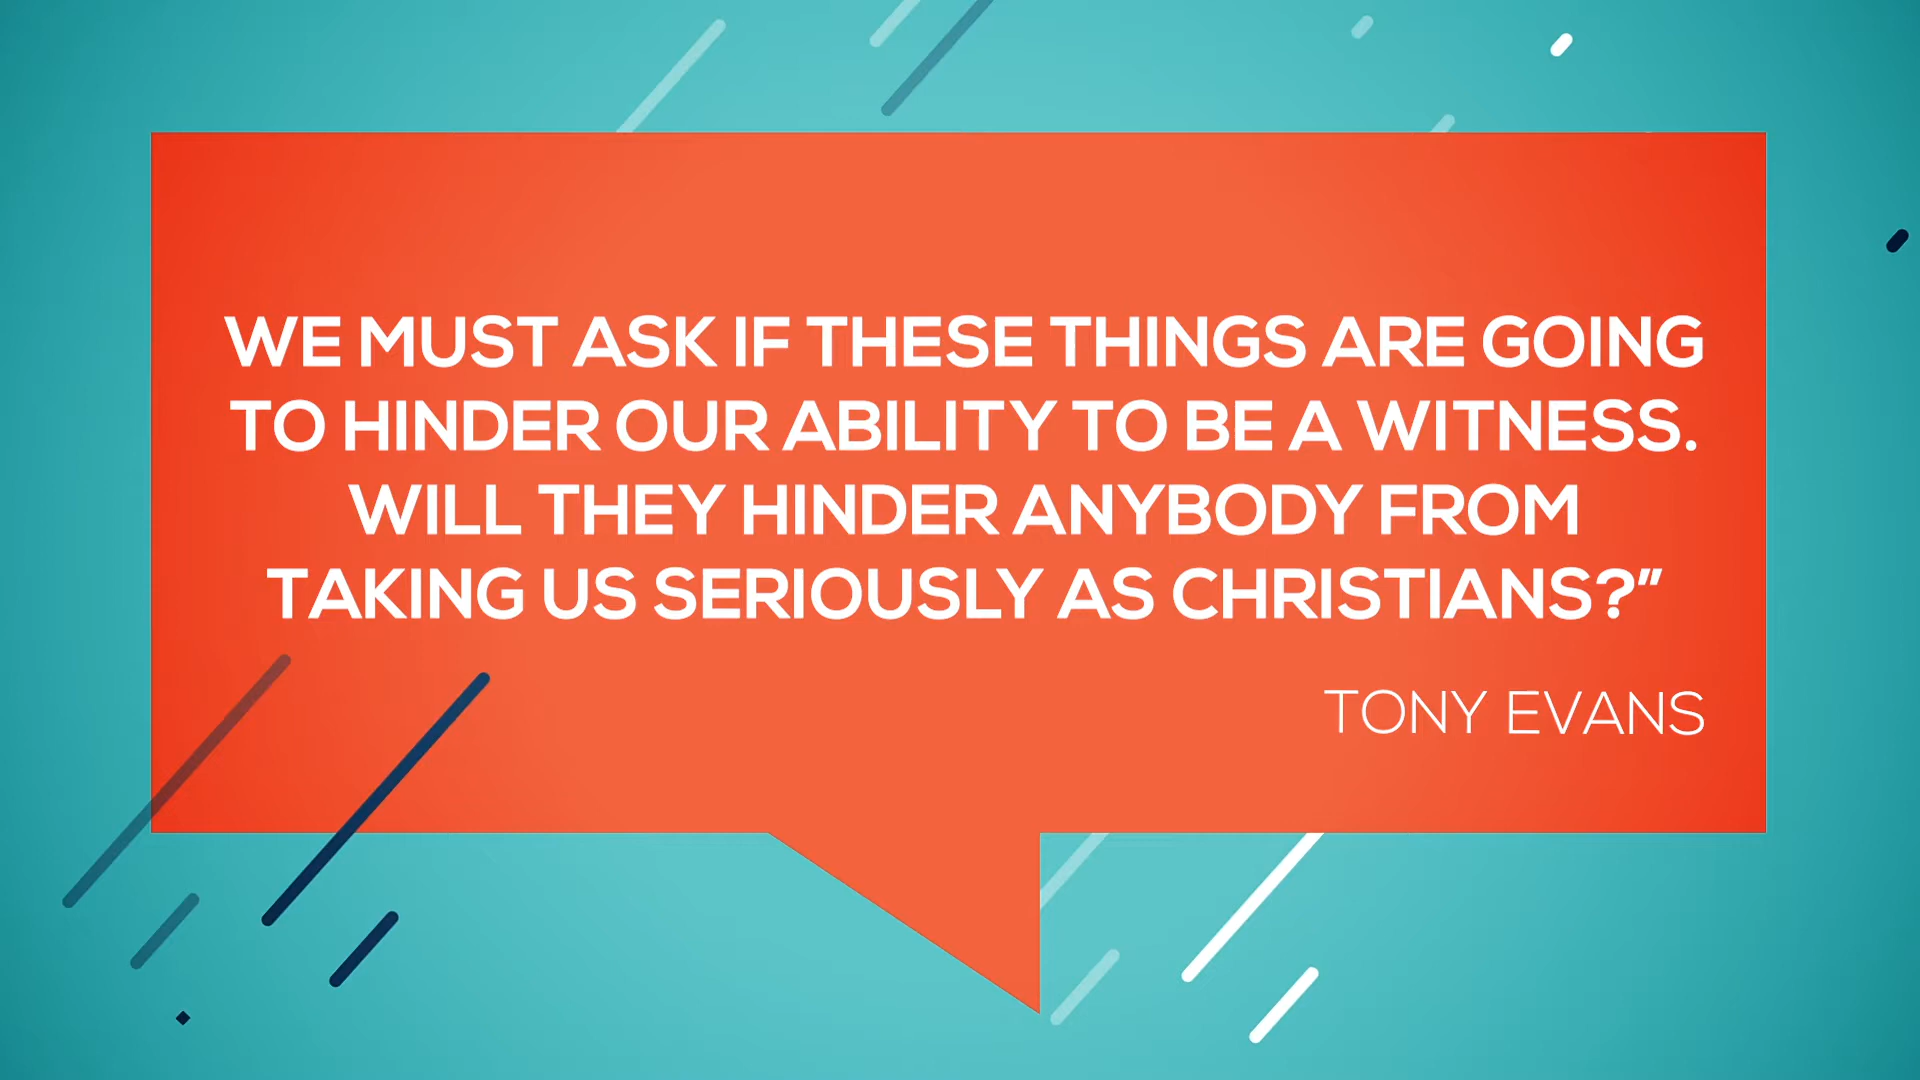 WE MUST ASK IF THESE THINGS ARE GOING
TO HINDER OUR ABILITY TO BE A WITNESS.
WILL THEY HINDER ANYBODY FROM
TAKING US SERIOUSLY AS CHRISTIANS?”
TONY EVANS